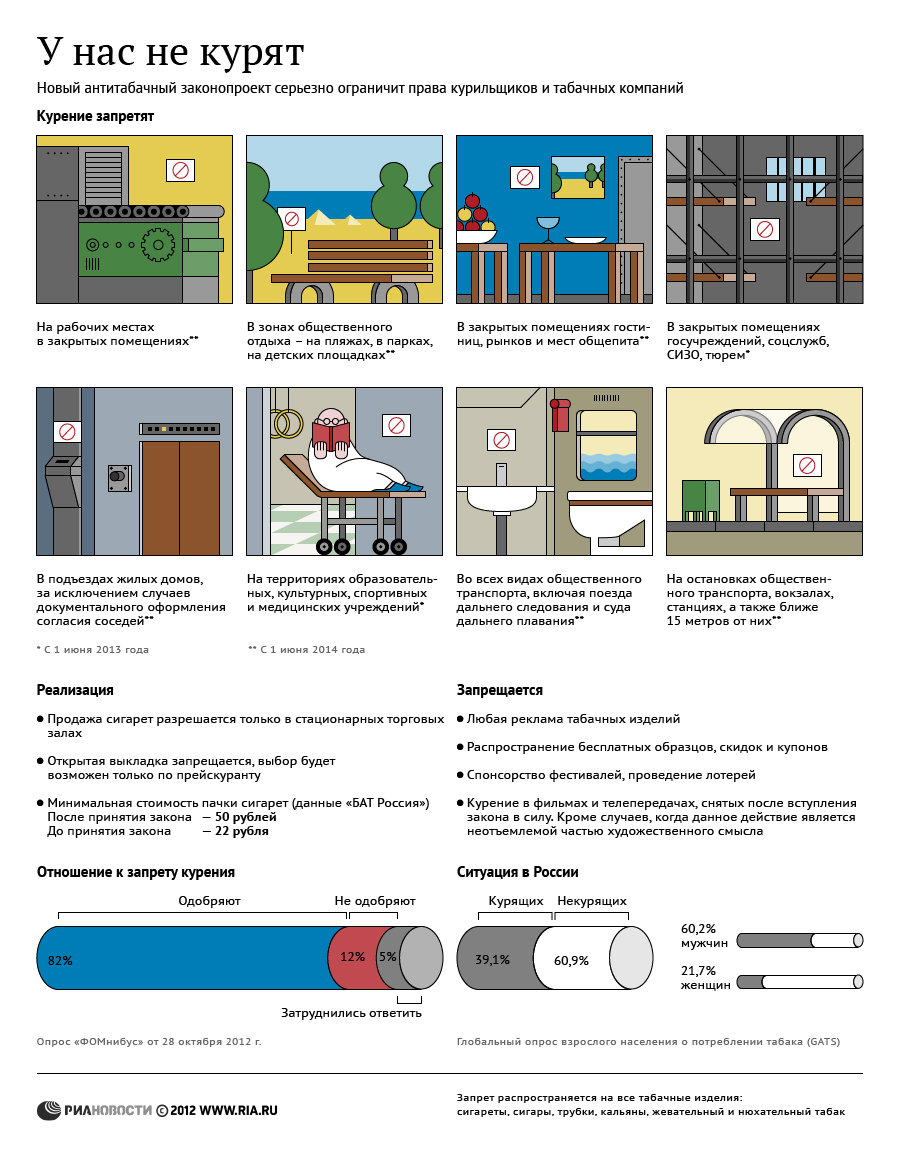 У нас не курят
Новый антитабачный законопроект серьезно ограничит права курильщиков и табачных компаний
Курение запретят
На рабочих местах
в закрытых помещениях**
В зонах общественного
отдыха – на пляжах, в парках,
на детских площадках**
В закрытых помещениях гости-
ниц, рынков и мест общепита**
В закрытых помещениях
госучреждений, соцслужб,
СИЗО, тюрем*
В подъездах жилых домов,
за исключением случаев
документального оформления
согласия соседей**
На территориях образователь-
ных, культурных, спортивных
и медицинских учреждений*
Во всех видах общественного
транспорта, включая поезда
дальнего следования и суда
дальнего плавания**
На остановках обществен-
ного транспорта, вокзалах,
станциях, а также ближе
15 метров от них**
* С 1 июня 2013 года
** С 1 июня 2014 года
Реализация
● Продажа сигарет разрешается только в стационарных торговых
залах
● Открытая выкладка запрещается, выбор будет
возможен только по прейскуранту
● Минимальная стоимость пачки сигарет (данные «БАТ Россия»)
После принятия закона — 50 рублей
До принятия закона — 22 рубля
Запрещается
● Любая реклама табачных изделий
● Распространение бесплатных образцов, скидок и купонов
● Спонсорство фестивалей, проведение лотерей
● Курение в фильмах и телепередачах, снятых после вступления
закона в силу. Кроме случаев, когда данное действие является
неотъемлемой частью художественного смысла
Отношение к запрету курения
Одобряют
Не одобряют
82%
12%
5%
Затруднились ответить
Опрос «ФОМнибус» от 28 октября 2012 г.
Ситуация в России
Курящих
Некурящих
39,1%
60,9%
60,2%
мужчин
21,7%
женщин
Глобальный опрос взрослого населения о потреблении табака (GATS)
РИАНОВОСТИ © 2012 WWW.RIA.RU
Запрет распространяется на все табачные изделия:
сигареты, сигары, трубки, кальяны, жевательный и нюхательный табак